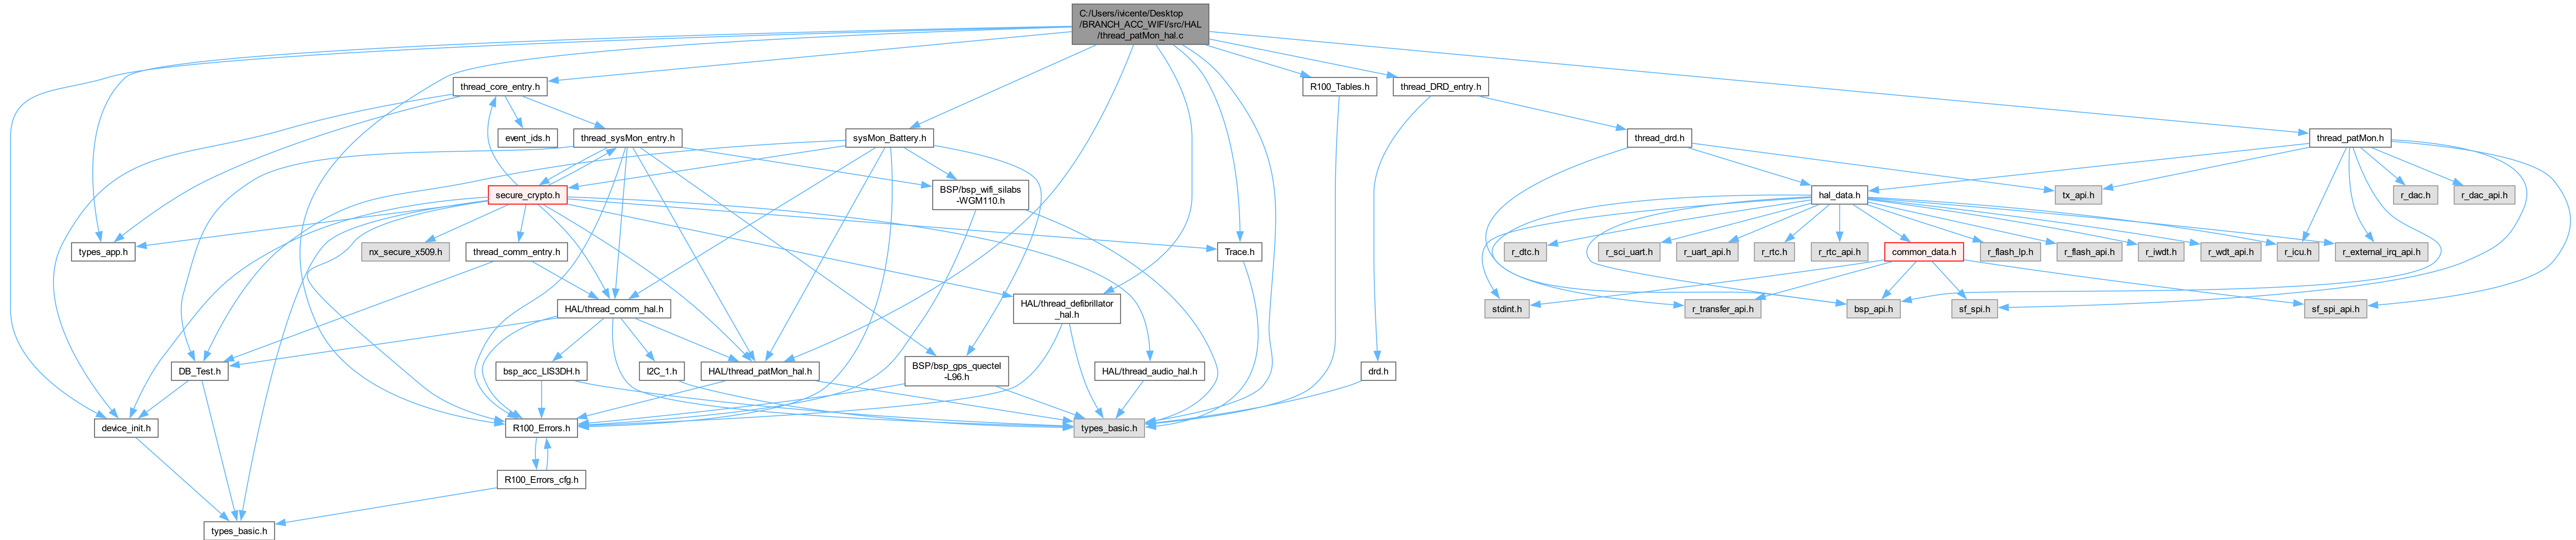 C:/Users/ivicente/Desktop
/BRANCH_ACC_WIFI/src/HAL
/thread_patMon_hal.c
thread_core_entry.h
R100_Tables.h
thread_DRD_entry.h
event_ids.h
thread_sysMon_entry.h
sysMon_Battery.h
thread_drd.h
thread_patMon.h
secure_crypto.h
BSP/bsp_wifi_silabs
-WGM110.h
hal_data.h
tx_api.h
r_dac.h
r_dac_api.h
types_app.h
nx_secure_x509.h
thread_comm_entry.h
Trace.h
r_dtc.h
r_sci_uart.h
r_uart_api.h
r_rtc.h
r_rtc_api.h
common_data.h
r_flash_lp.h
r_flash_api.h
r_iwdt.h
r_wdt_api.h
r_icu.h
r_external_irq_api.h
HAL/thread_comm_hal.h
HAL/thread_defibrillator
_hal.h
stdint.h
r_transfer_api.h
bsp_api.h
sf_spi.h
sf_spi_api.h
DB_Test.h
bsp_acc_LIS3DH.h
I2C_1.h
HAL/thread_patMon_hal.h
BSP/bsp_gps_quectel
-L96.h
HAL/thread_audio_hal.h
drd.h
device_init.h
R100_Errors.h
types_basic.h
R100_Errors_cfg.h
types_basic.h